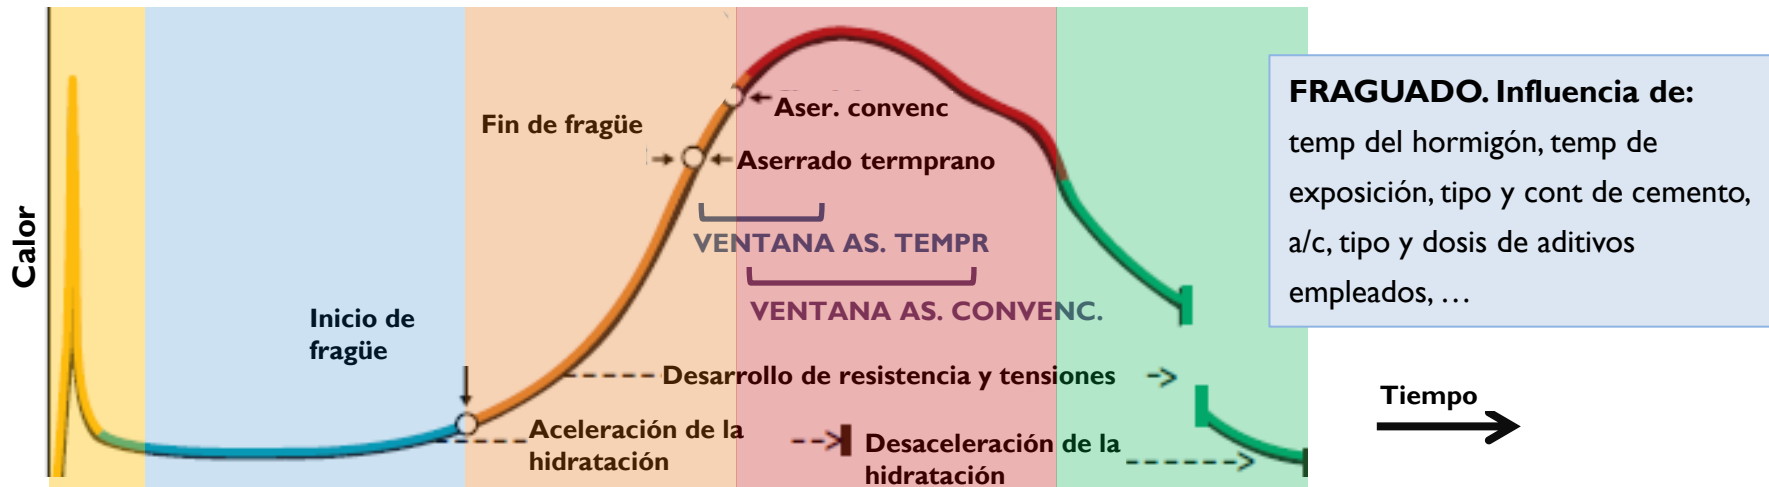 Calor
Inicio de
fragüe
Fin de fragüe
Aser. convenc
Aserrado termprano
VENTANA AS. TEMPR
VENTANA AS. CONVENC.
Desarrollo de resistencia y tensiones
Aceleración de la
hidratación
Desaceleración de la
hidratación
FRAGUADO. Influencia de:
temp del hormigón, temp de
exposición, tipo y cont de cemento,
a/c, tipo y dosis de aditivos
empleados, …
Tiempo